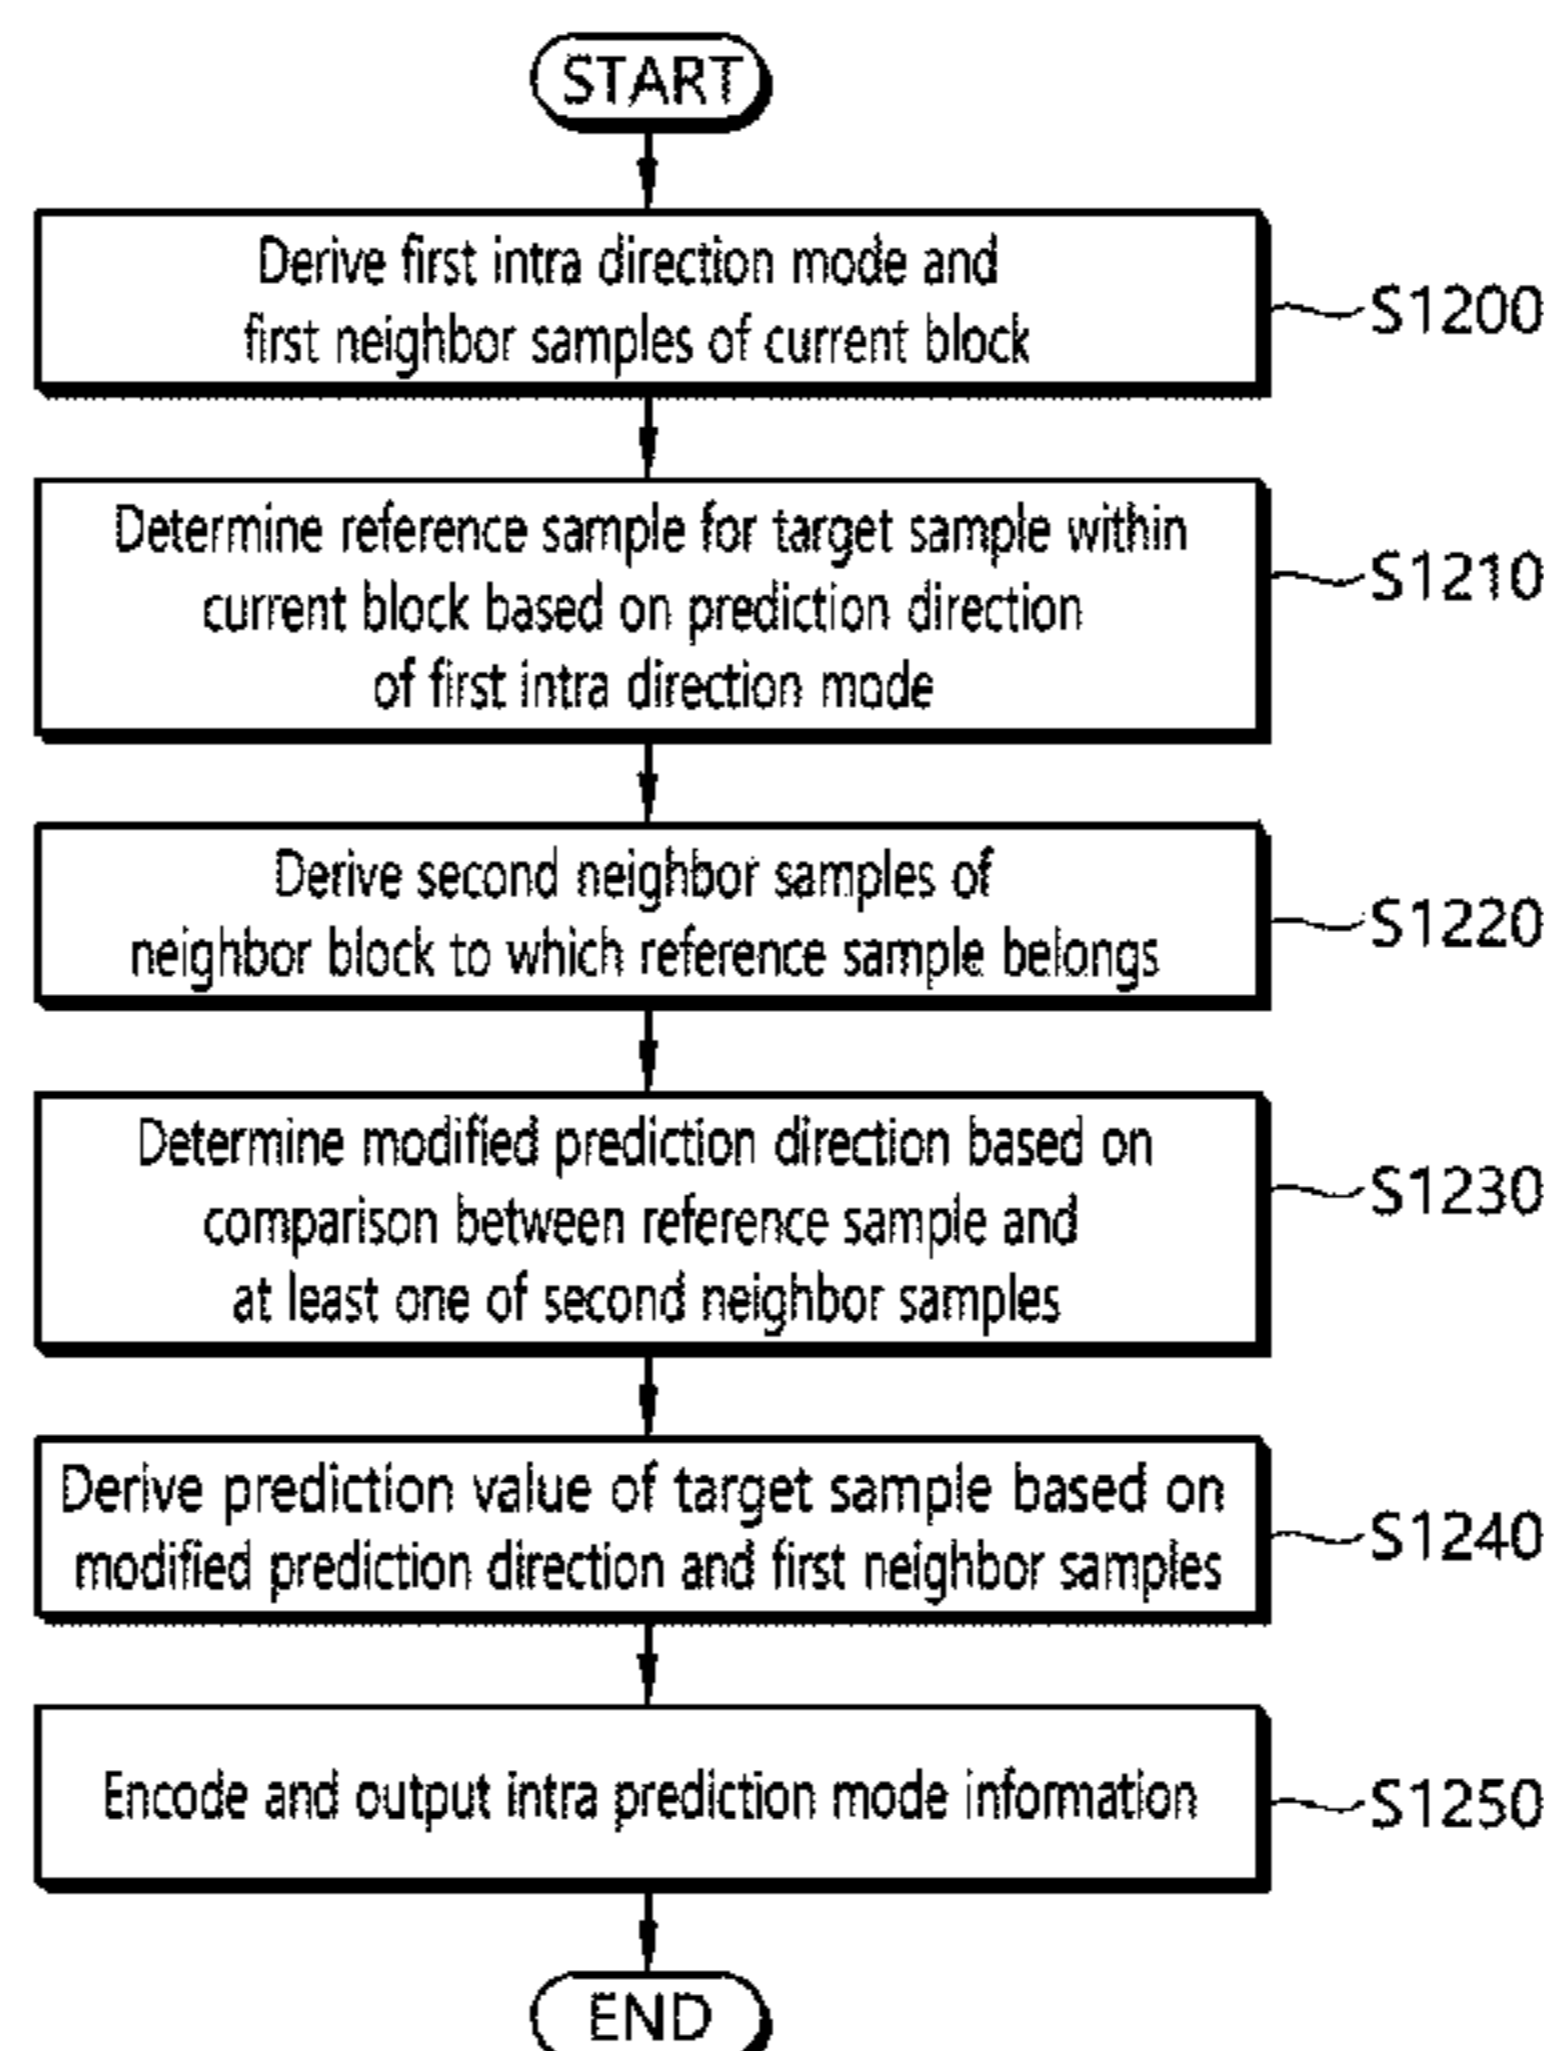 START
Derive first intra direction mode and
first neighbor samples of current block
S1200
Determine reference sample for target sample within
current block based on prediction direction
of first intra direction mode
S1210
Derive second neighbor samples of
neighbor block to which reference sample belongs
S1220
Determine modified prediction direction based on
comparison between reference sample and
at least one of second neighbor samples
S1230
Derive prediction value of target sample based on
modified prediction direction and first neighbor samples
S1240
Encode and output intra prediction mode information
S1250
END